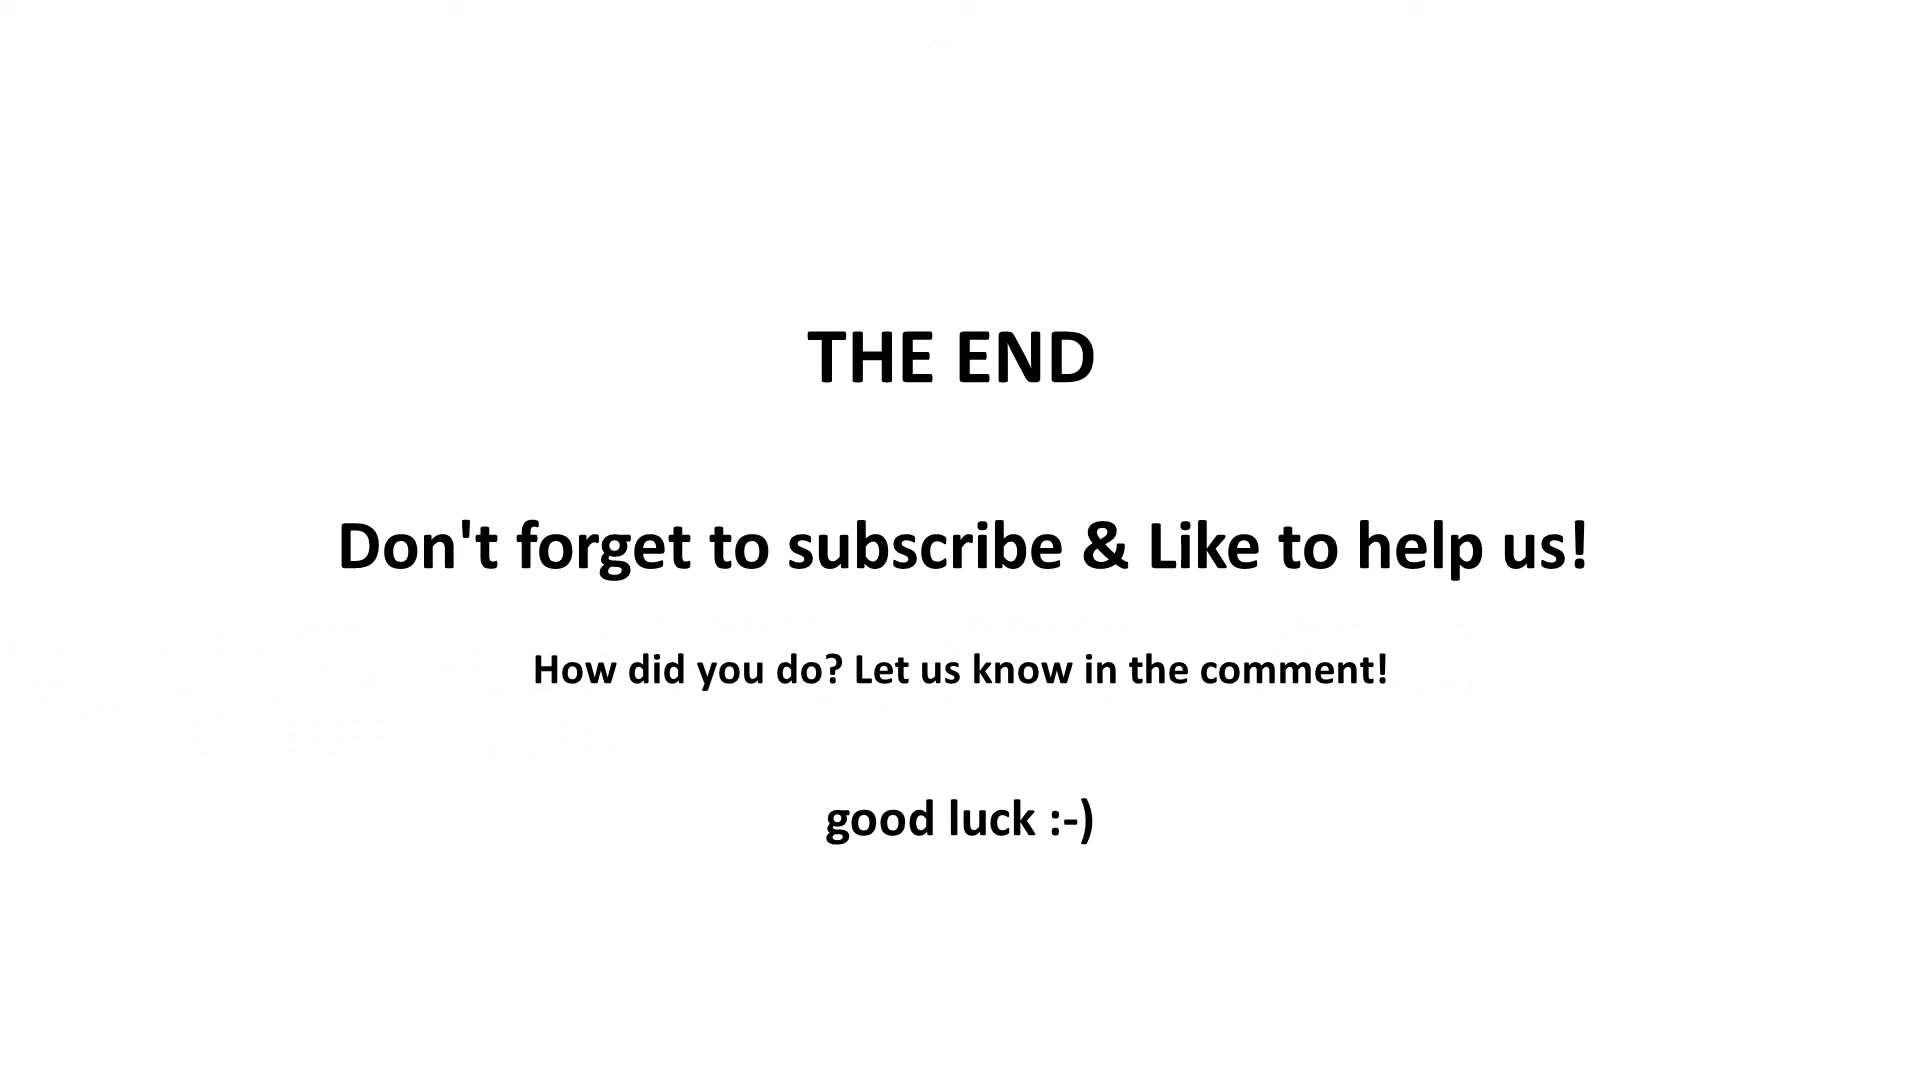 THE END
Don't forget to subscribe & Like to help us!
How did you do? Let us know in the comment!
good luck :-)